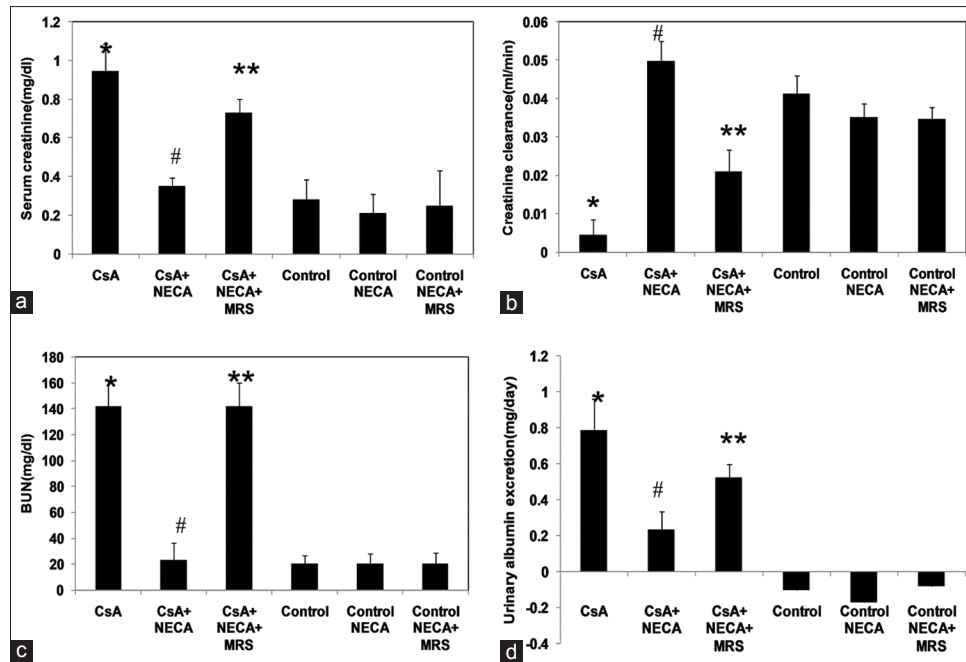 Serum creatinine(mg/dl)
1.2
1
0.8
0.6
0.4
0.2
0
*
#
**
CsA
CsA+
NECA
CsA+
NECA+
MRS
Control
Control
NECA
Control
NECA+
MRS
a
Creatinine clearance(ml/min)
0.06
0.05
0.04
0.03
0.02
0.01
0
*
#
**
CsA
CsA+
NECA
CsA+
NECA+
MRS
Control
Control
NECA
Control
NECA+
MRS
b
BUN(mg/dl)
180
160
140
120
100
80
60
40
20
0
*
#
**
CsA
CsA+
NECA
CsA+
NECA+
MRS
Control
Control
NECA
Control
NECA+
MRS
c
Urinary albumin excretion(mg/day)
1.2
1
0.8
0.6
0.4
0.2
0
-0.2
-0.4
*
#
**
CsA
CsA+
NECA
CsA+
NECA+
MRS
Control
Control
NECA
Control
NECA+
MRS
d